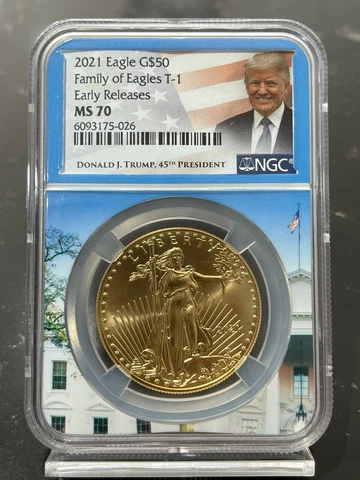 2021 Eagle G$50
Family of Eagles T-1
Early Releases
MS 70
6093175-026
DONALD J. TRUMP, 45TH PRESIDENT
NGC
LIBERTY